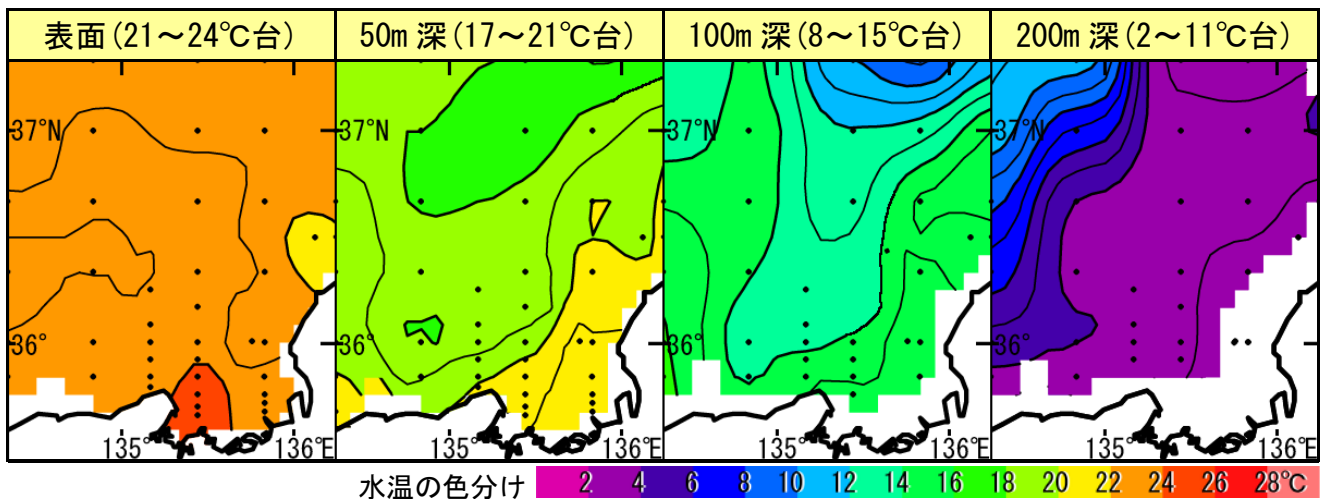 表面(21～24℃台) 50m 深(17～21℃台) 100m 深(8～15℃台) 200m 深(2～11℃台)
37°N 37°N 37°N 37°N
36° 36° 36° 36°
135° 136°E 135° 136°E 135° 136°E 135° 136°E
水温の色分け 2 4 6 8 10 12 14 16 18 20 22 24 26 28℃